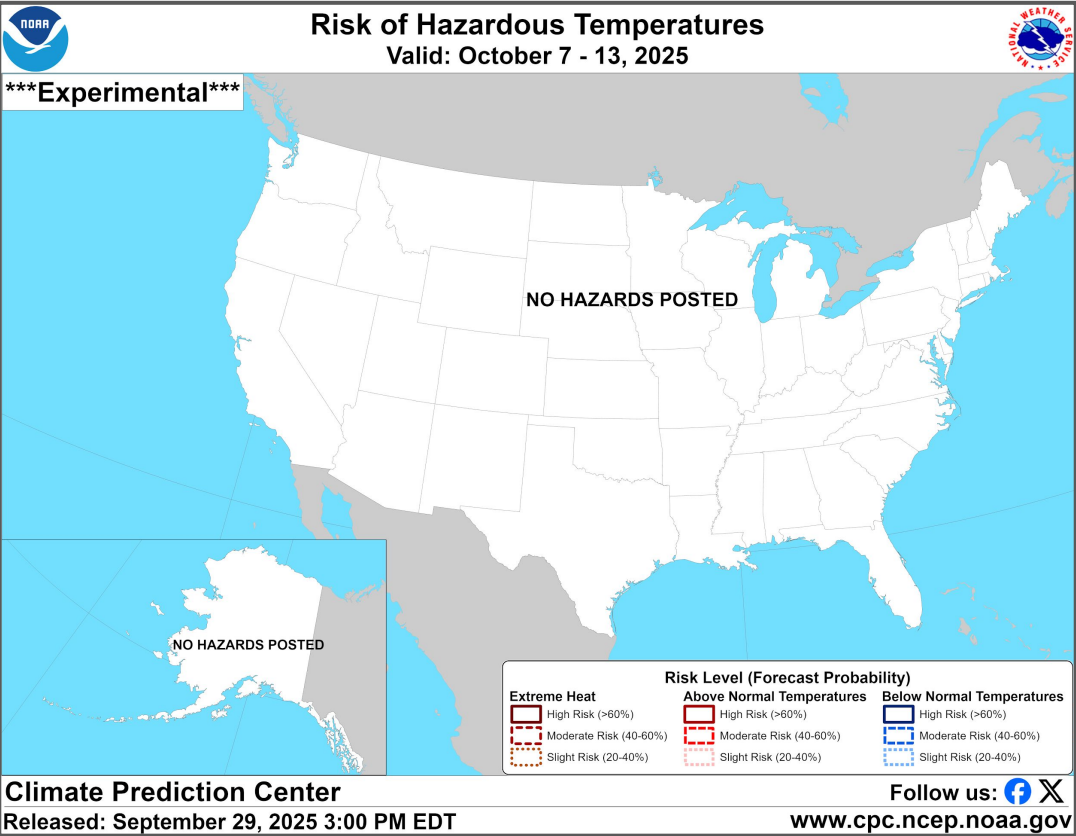 NOAA
Risk of Hazardous Temperatures
Valid: October 7 - 13, 2025
NATIONAL WEATHER SERVICE
***Experimental***
NO HAZARDS POSTED
NO HAZARDS POSTED
Risk Level (Forecast Probability)
Extreme Heat
High Risk (>60%)
Moderate Risk (40-60%)
Slight Risk (20-40%)
Above Normal Temperatures
High Risk (>60%)
Moderate Risk (40-60%)
Slight Risk (20-40%)
Below Normal Temperatures
High Risk (>60%)
Moderate Risk (40-60%)
Slight Risk (20-40%)
Climate Prediction Center
Follow us:
Released: September 29, 2025 3:00 PM EDT
www.cpc.ncep.noaa.gov